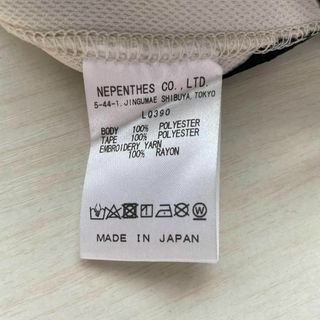 NEPENTHES CO.,LTD.
5-44-1, JINGUMAE SHIBUYA, TOKYO
LQ390
BODY 100% POLYESTER
TAPE 100% POLYESTER
EMBROIDERY YARN
100% RAYON
MADE IN JAPAN